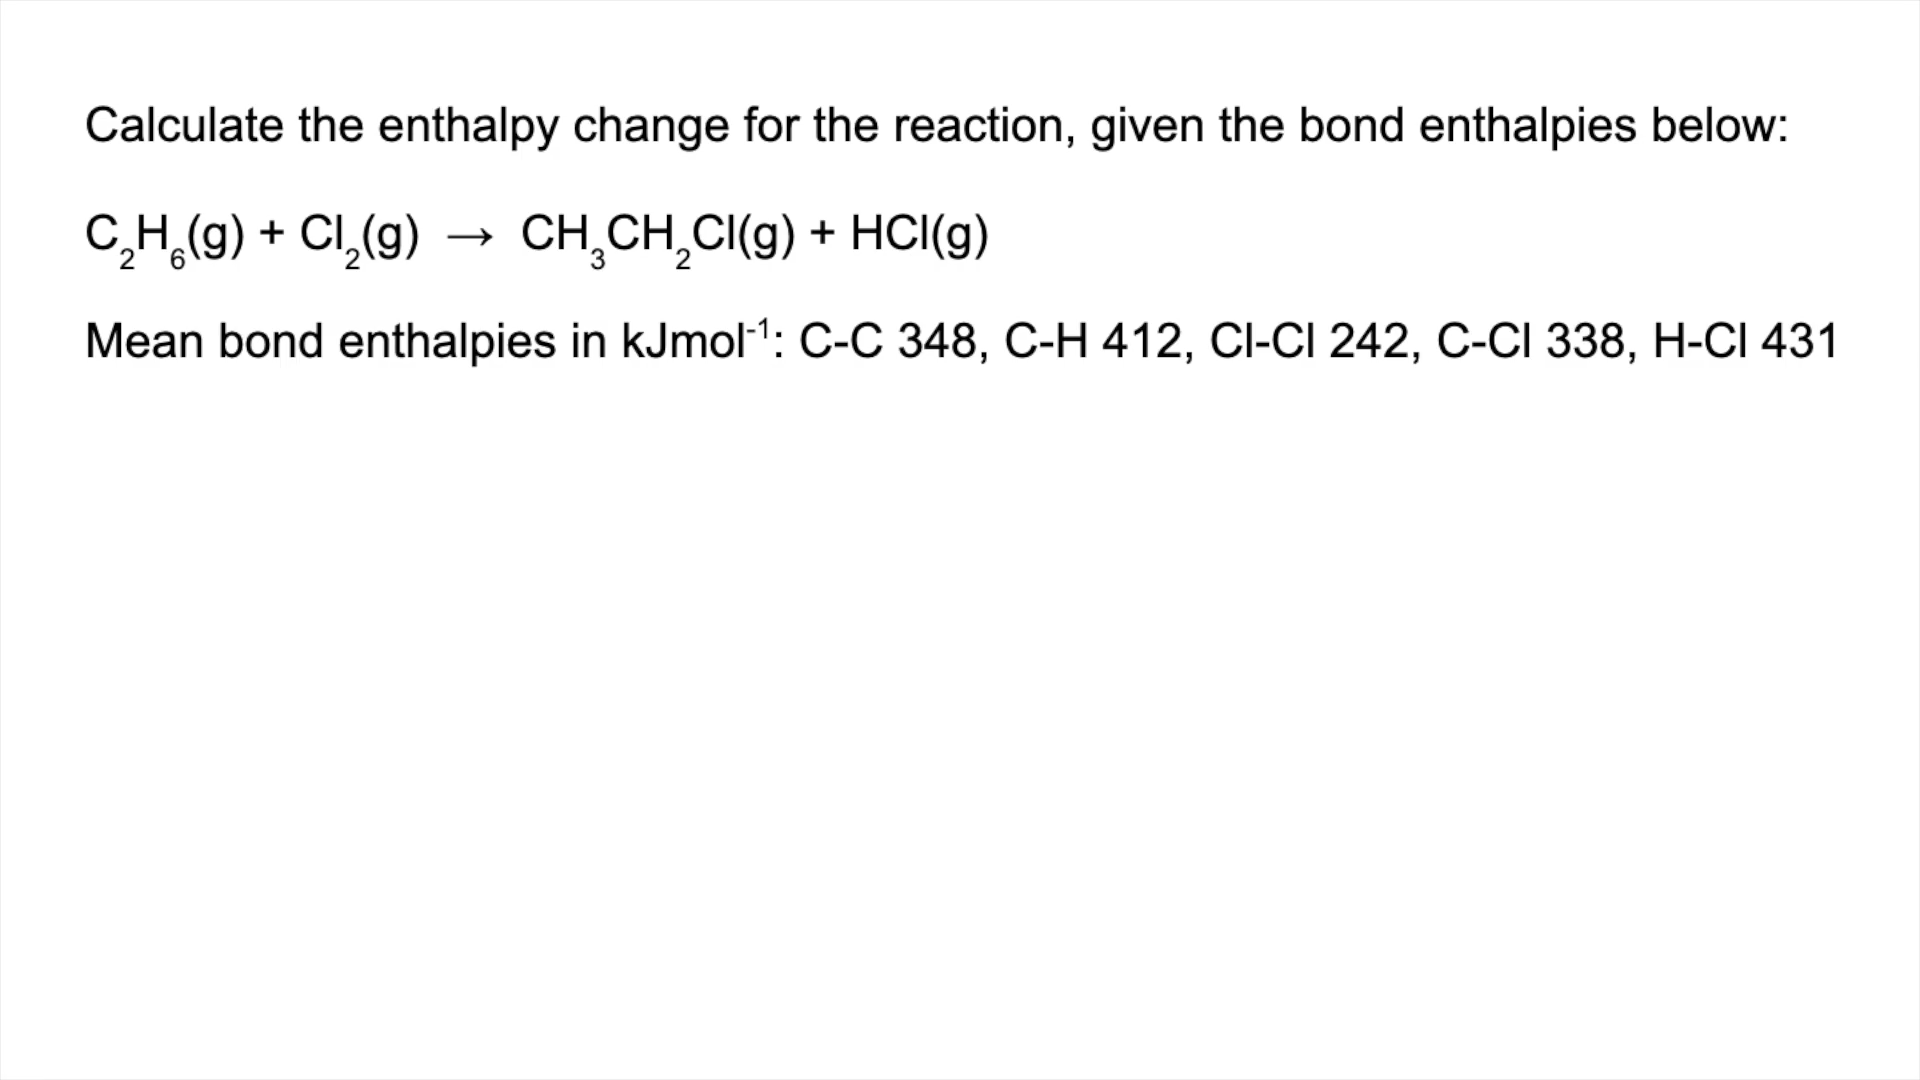 Calculate the enthalpy change for the reaction, given the bond enthalpies below:
C₂H₆(g) + Cl₂(g) → CH₃CH₂Cl(g) + HCl(g)
Mean bond enthalpies in kJmol⁻¹: C-C 348, C-H 412, Cl-Cl 242, C-Cl 338, H-Cl 431